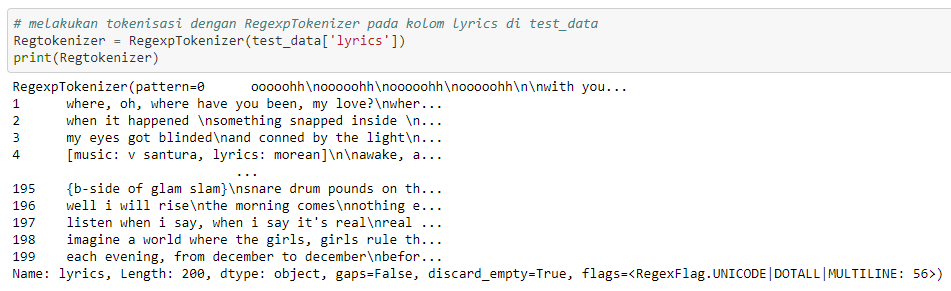 # melakukan tokenisasi dengan RegexpTokenizer pada kolom lyrics di test_data
Regtokenizer = RegexpTokenizer(test_data['lyrics'])
print(Regtokenizer)
RegexpTokenizer(pattern=0      ooooohh\nooooohh\nooooohh\nooooohh\n\nwith you...
1      where, oh, where have you been, my love?\nwher...
2      when it happened \nsomething snapped inside \n...
3      my eyes got blinded\nand conned by the light\n...
4      [music: v santura, lyrics: morean]\n\nawake, a...
...
195    {b-side of glam slam}\nsnare drum pounds on th...
196    well i will rise\nthe morning comes\nnothing e...
197    listen when i say, when i say it's real\nreal ...
198    imagine a world where the girls, girls rule th...
199    each evening, from december to december\nbefor...
Name: lyrics, Length: 200, dtype: object, gaps=False, discard_empty=True, flags=<RegexFlag.UNICODE|DOTALL|MULTILINE: 56>)